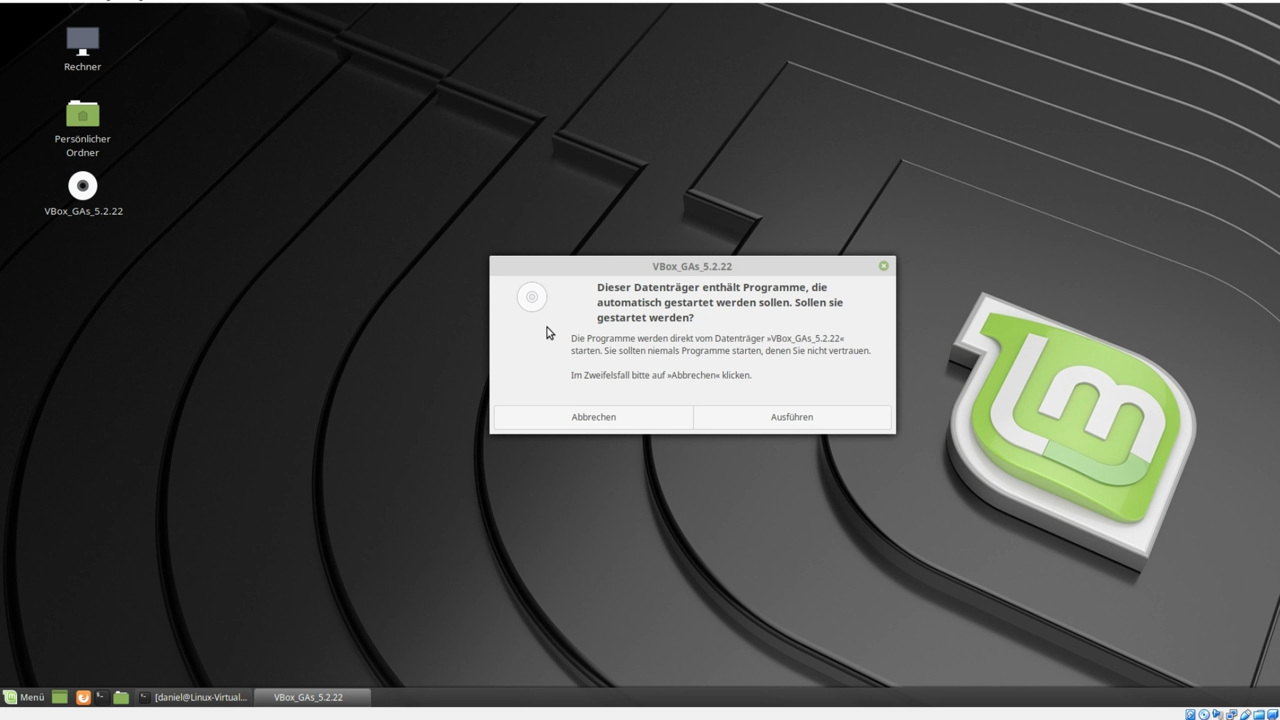 Rechner
Persönlicher
Ordner
VBox_GAs_5.2.22
VBox_GAs_5.2.22
Dieser Datenträger enthält Programme, die
automatisch gestartet werden sollen. Sollen sie
gestartet werden?
Die Programme werden direkt vom Datenträger »VBox_GAs_5.2.22«
starten. Sie sollten niemals Programme starten, denen Sie nicht vertrauen.
Im Zweifelsfall bitte auf »Abbrechen« klicken.
Abbrechen
Ausführen
lm
Menü
[daniel@Linux-Virtual...
VBox_GAs_5.2.22